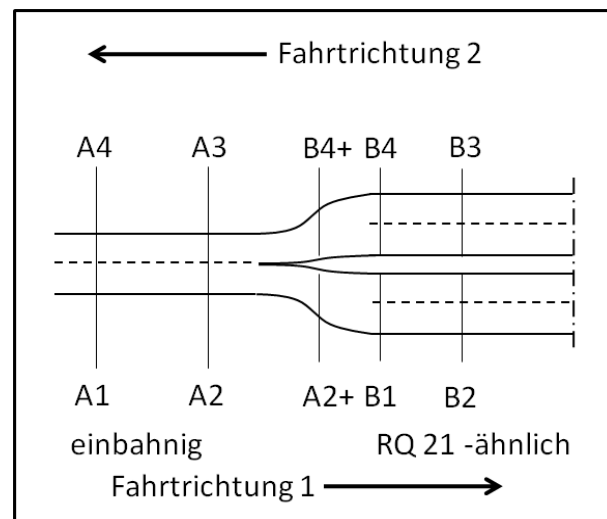 Fahrtrichtung 2
A4 A3 B4+ B4 B3
A1 A2 A2+ B1 B2
einbahnig RQ 21 -ähnlich
Fahrtrichtung 1